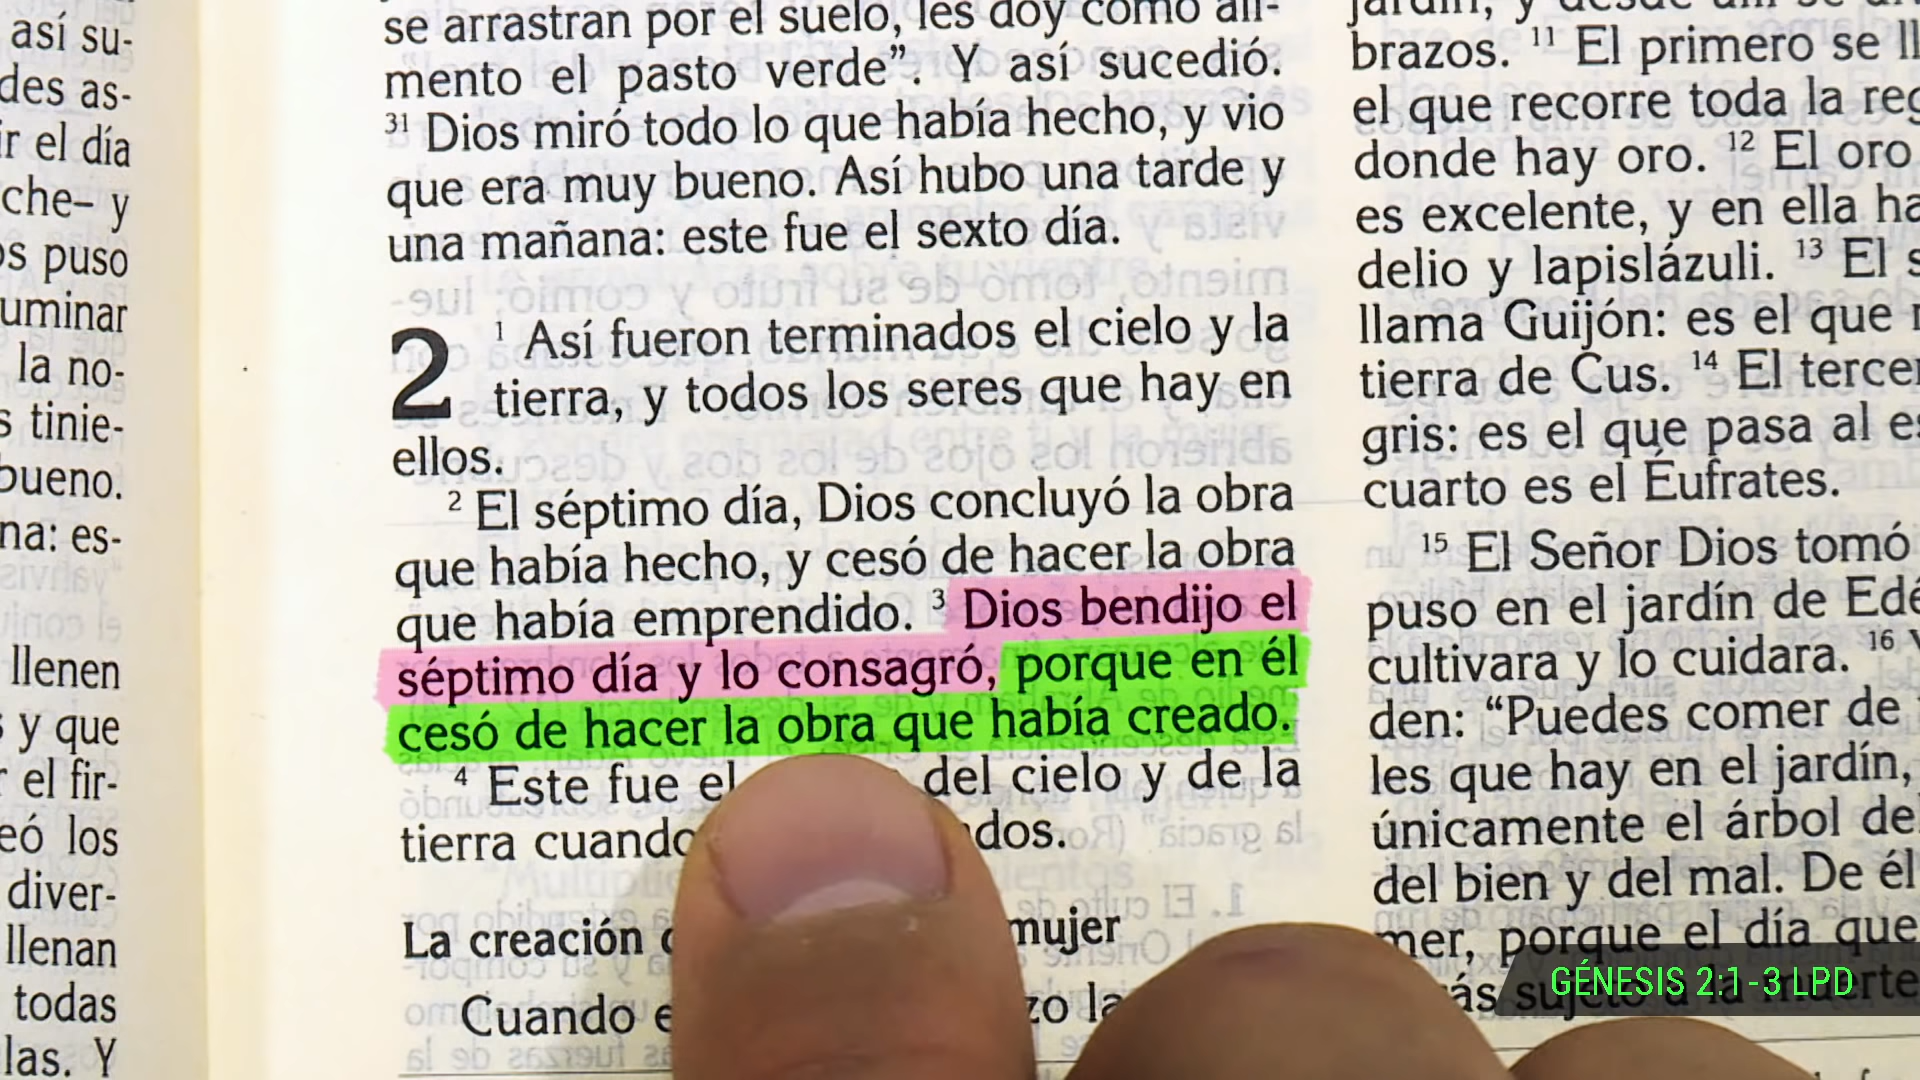 así su-
des as-
ir el día
che– y
os puso
uminar
la no-
s tinie-
bueno.
na: es-
llenen
s y que
r el fir-
eó los
diver-
llenan
todas
las. Y
se arrastran por el suelo, les doy como ali-
mento el pasto verde”. Y así sucedió.
31 Dios miró todo lo que había hecho, y vio
que era muy bueno. Así hubo una tarde y
una mañana: este fue el sexto día.
2 1 Así fueron terminados el cielo y la
tierra, y todos los seres que hay en
ellos.
2 El séptimo día, Dios concluyó la obra
que había hecho, y cesó de hacer la obra
que había emprendido. 3 Dios bendijo el
séptimo día y lo consagró, porque en él
cesó de hacer la obra que había creado.
4 Este fue el del cielo y de la
tierra cuando dos.
La creación mujer
Cuando zo la
brazos. 11 El primero se ll
el que recorre toda la reg
donde hay oro. 12 El oro
es excelente, y en ella ha
delio y lapislázuli. 13 El s
llama Guijón: es el que
tierra de Cus. 14 El tercer
gris: es el que pasa al es
cuarto es el Éufrates.
15 El Señor Dios tomó
puso en el jardín de Edé
cultivara y lo cuidara. 16 Y
den: “Puedes comer de
les que hay en el jardín,
únicamente el árbol de
del bien y del mal. De él
mer, porque el día que
GÉNESIS 2:1-3 LPD